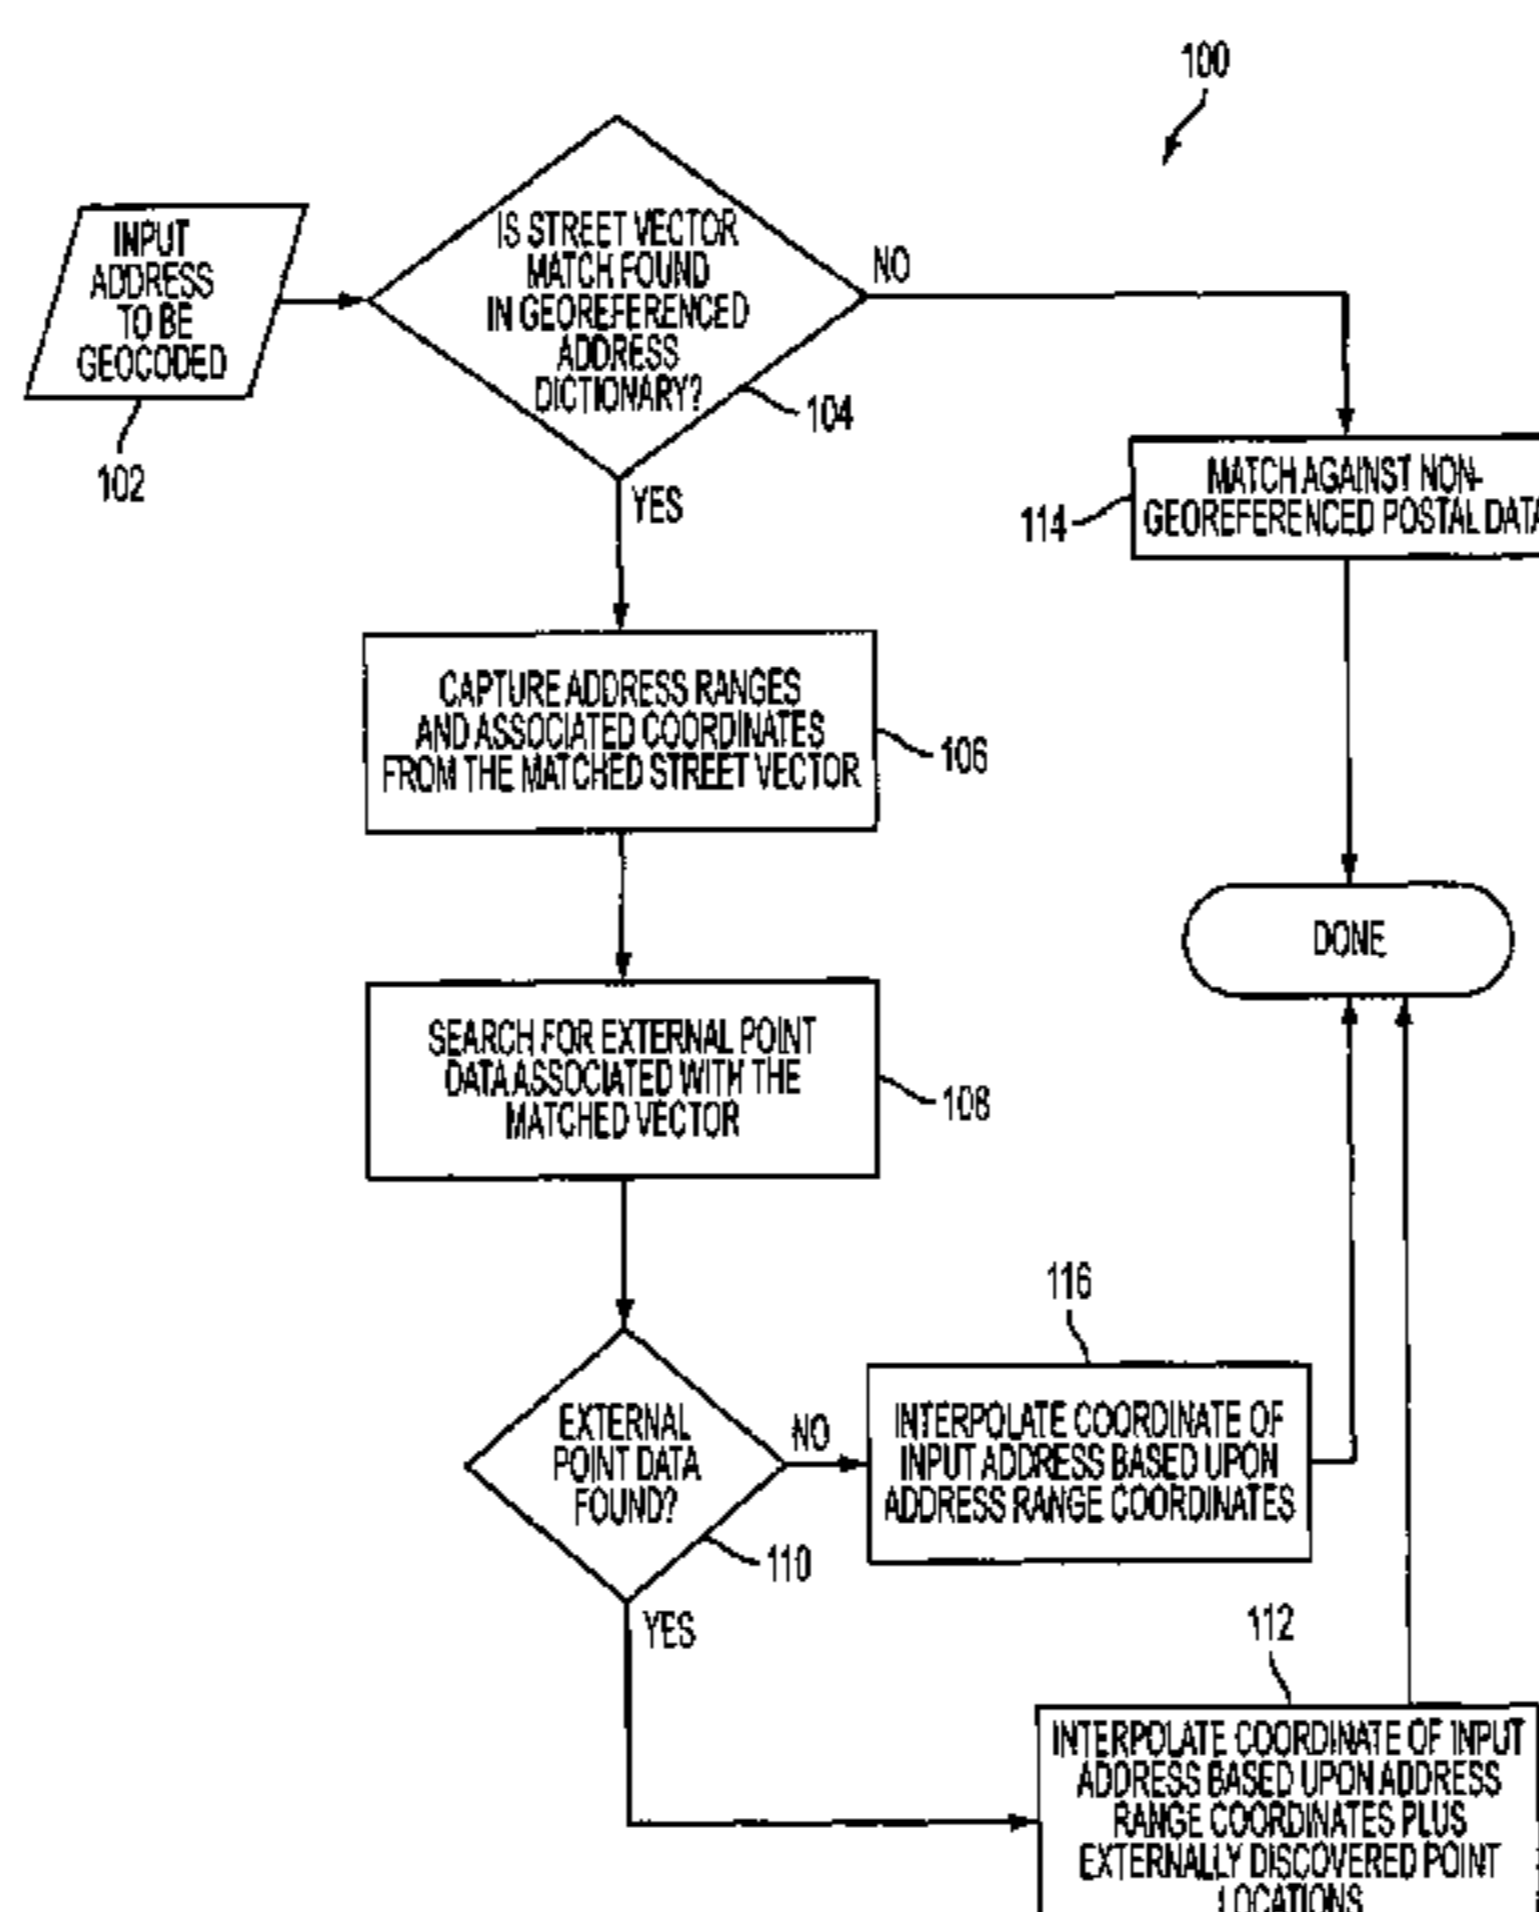 100
INPUT
ADDRESS
TO BE
GEOCODED
102
IS STREET VECTOR
MATCH FOUND
IN GEOREFERENCED
ADDRESS
DICTIONARY?
104
NO
YES
MATCH AGAINST NON-
GEOREFERENCED POSTAL DATA
114
CAPTURE ADDRESS RANGES
AND ASSOCIATED COORDINATES
FROM THE MATCHED STREET VECTOR
106
DONE
SEARCH FOR EXTERNAL POINT
DATA ASSOCIATED WITH THE
MATCHED VECTOR
108
116
EXTERNAL
POINT DATA
FOUND?
110
NO
INTERPOLATE COORDINATE OF
INPUT ADDRESS BASED UPON
ADDRESS RANGE COORDINATES
YES
112
INTERPOLATE COORDINATE OF INPUT
ADDRESS BASED UPON ADDRESS
RANGE COORDINATES PLUS
EXTERNALLY DISCOVERED POINT
LOCATIONS